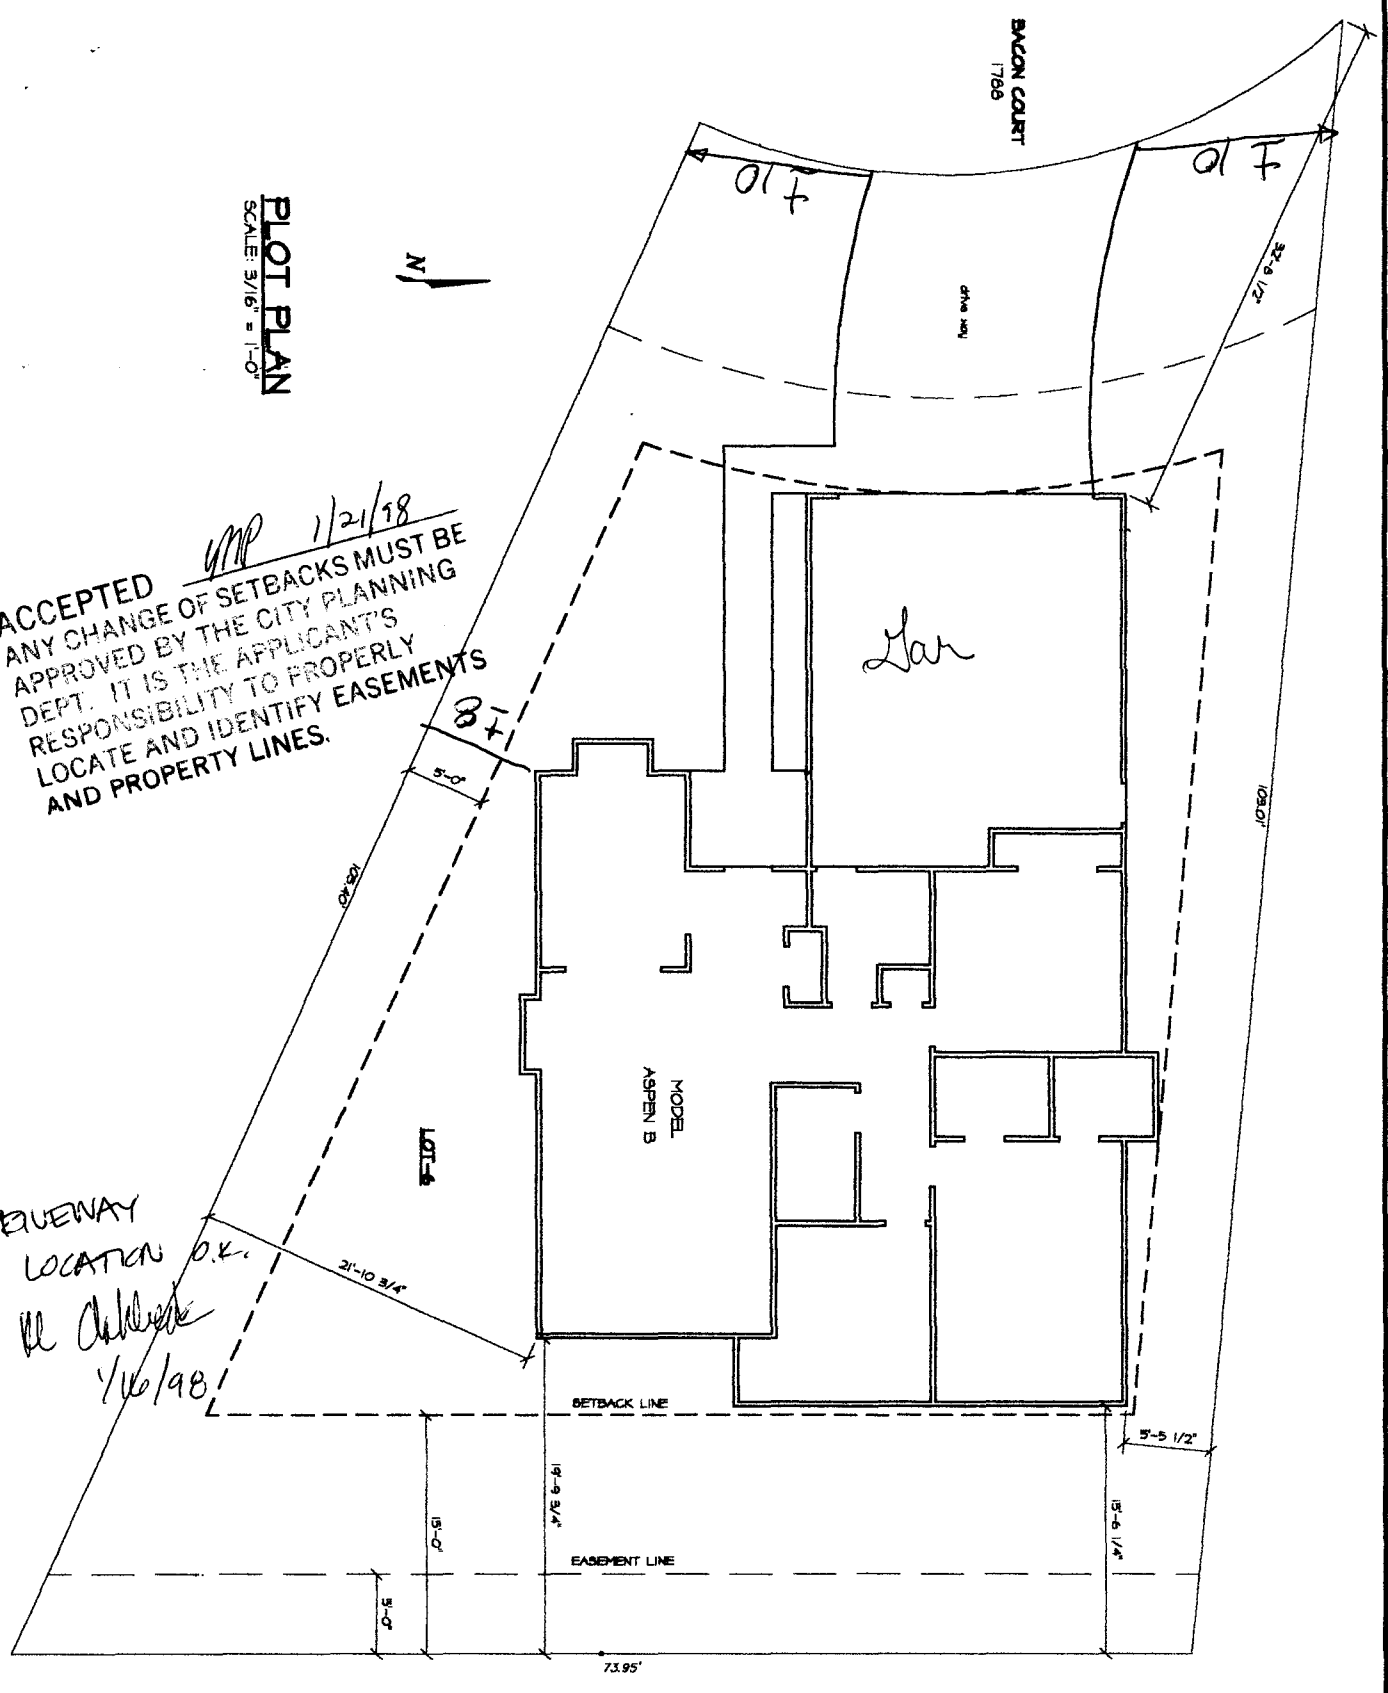 BACON COURT
1788
± 10
± 10
32'-8 1/2"
drive way
N
PLOT PLAN
SCALE: 3/16" = 1'-0"
1/21/98
ACCEPTED
ANY CHANGE OF SETBACKS MUST BE
APPROVED BY THE CITY PLANNING
DEPT. IT IS THE APPLICANT'S
RESPONSIBILITY TO PROPERLY
LOCATE AND IDENTIFY EASEMENTS
AND PROPERTY LINES.
Gar
± 8
5'-0"
109.01'
105.40'
MODEL
ASPEN B
LOT-6
DRIVEWAY
LOCATION O.K.
1/16/98
21'-10 3/4"
SETBACK LINE
5'-5 1/2"
19'-9 3/4"
15'-0"
15'-6 1/4"
EASEMENT LINE
5'-0"
73.95'